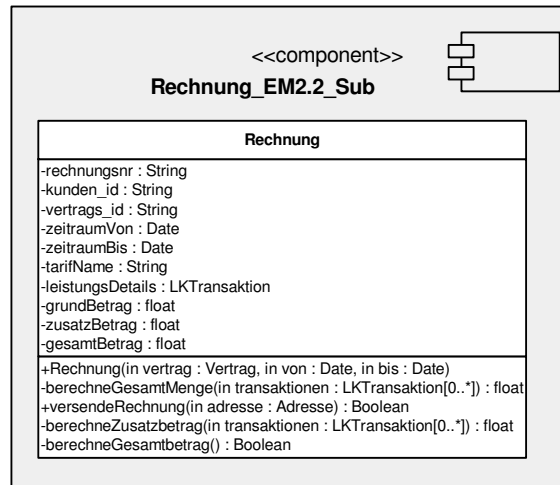 <<component>>
Rechnung_EM2.2_Sub
Rechnung
-rechnungsnr : String
-kunden_id : String
-vertrags_id : String
-zeitraumVon : Date
-zeitraumBis : Date
-tarifName : String
-leistungsDetails : LKTransaktion
-grundBetrag : float
-zusatzBetrag : float
-gesamtBetrag : float
+Rechnung(in vertrag : Vertrag, in von : Date, in bis : Date)
-berechneGesamtMenge(in transaktionen : LKTransaktion[0..*]) : float
+versendeRechnung(in adresse : Adresse) : Boolean
-berechneZusatzbetrag(in transaktionen : LKTransaktion[0..*]) : float
-berechneGesamtbetrag() : Boolean